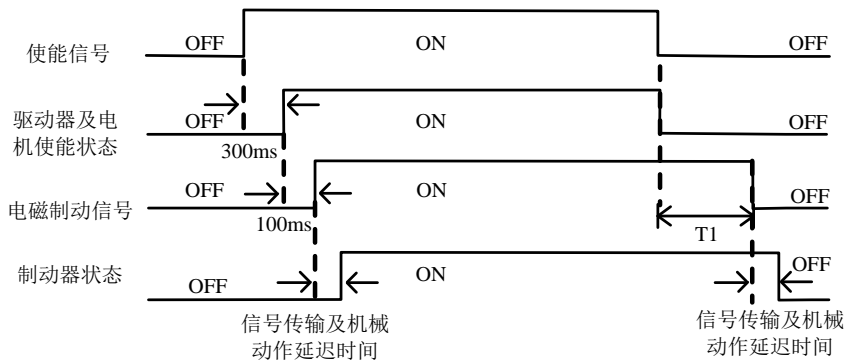 使能信号
OFF
ON
OFF
驱动器及电
机使能状态
OFF
ON
OFF
300ms
电磁制动信号
OFF
ON
OFF
100ms
T1
制动器状态
OFF
ON
OFF
信号传输及机械
动作延迟时间
信号传输及机械
动作延迟时间